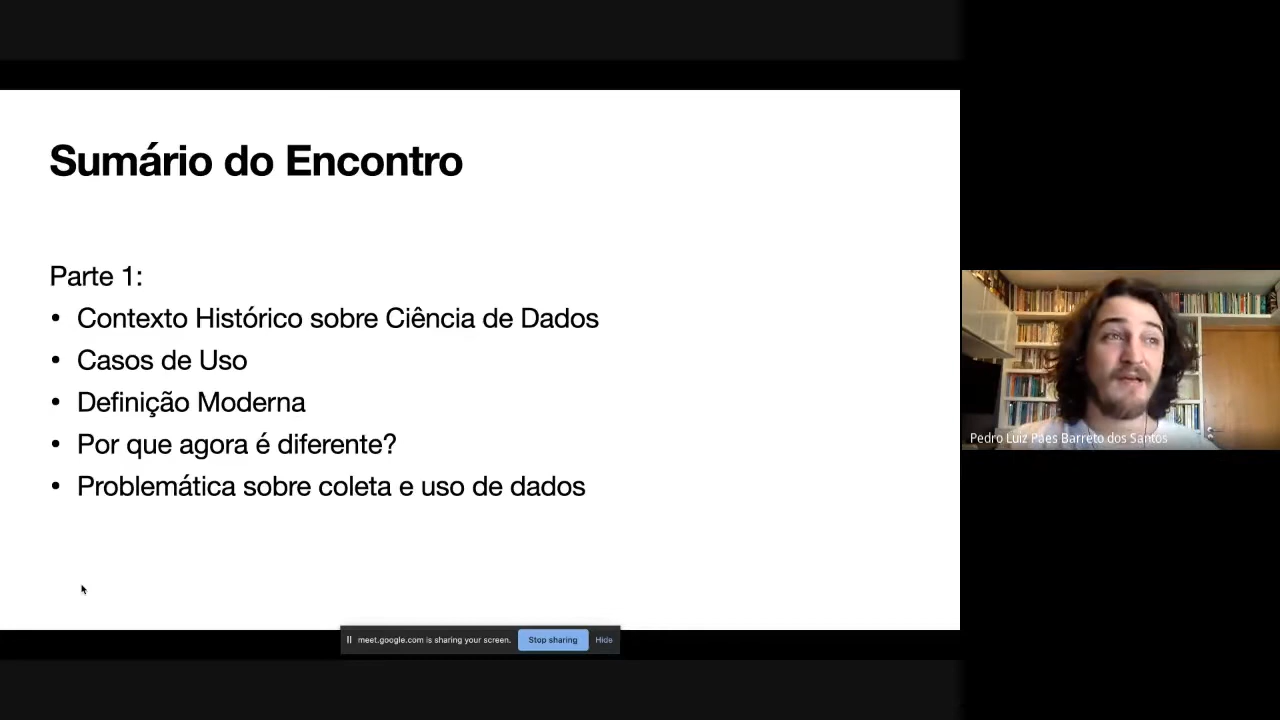 Sumário do Encontro
Parte 1:
• Contexto Histórico sobre Ciência de Dados
• Casos de Uso
• Definição Moderna
• Por que agora é diferente?
• Problemática sobre coleta e uso de dados
Pedro Luiz Paes Barreto dos Santos
meet.google.com is sharing your screen. Stop sharing Hide